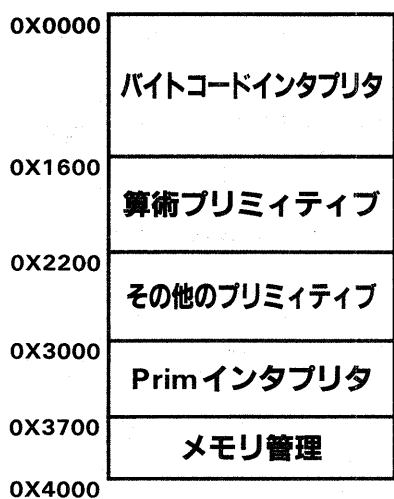 0X0000
バイトコードインタプリタ
0X1600
算術プリミィティブ
0X2200
その他のプリミィティブ
0X3000
Primインタプリタ
0X3700
メモリ管理
0X4000